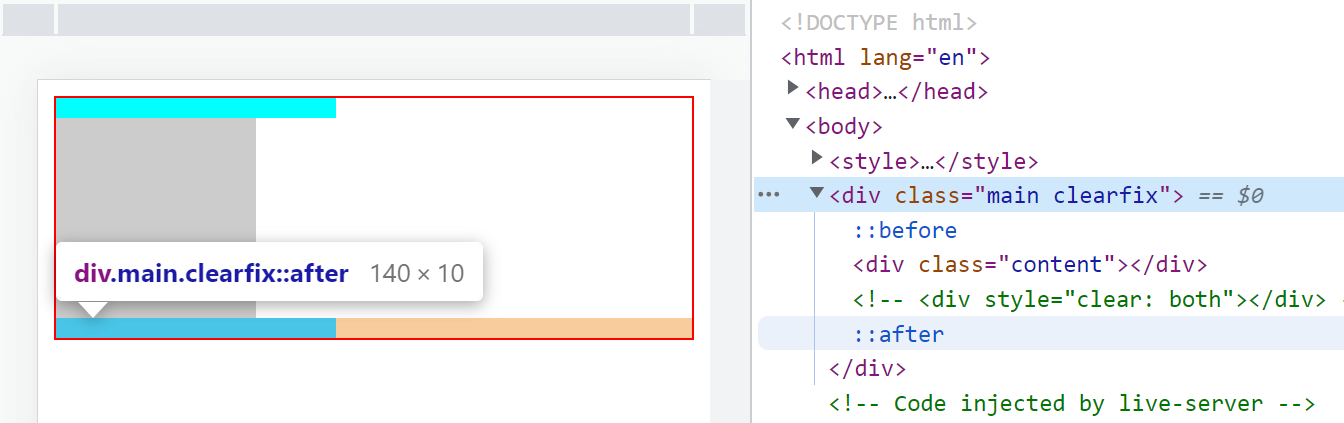 <!DOCTYPE html>
<html lang="en">
<head>…</head>
<body>
<style>…</style>
<div class="main clearfix"> == $0
::before
<div class="content"></div>
<!-- <div style="clear: both"></div>
::after
</div>
<!-- Code injected by live-server -->
div.main.clearfix::after 140 × 10